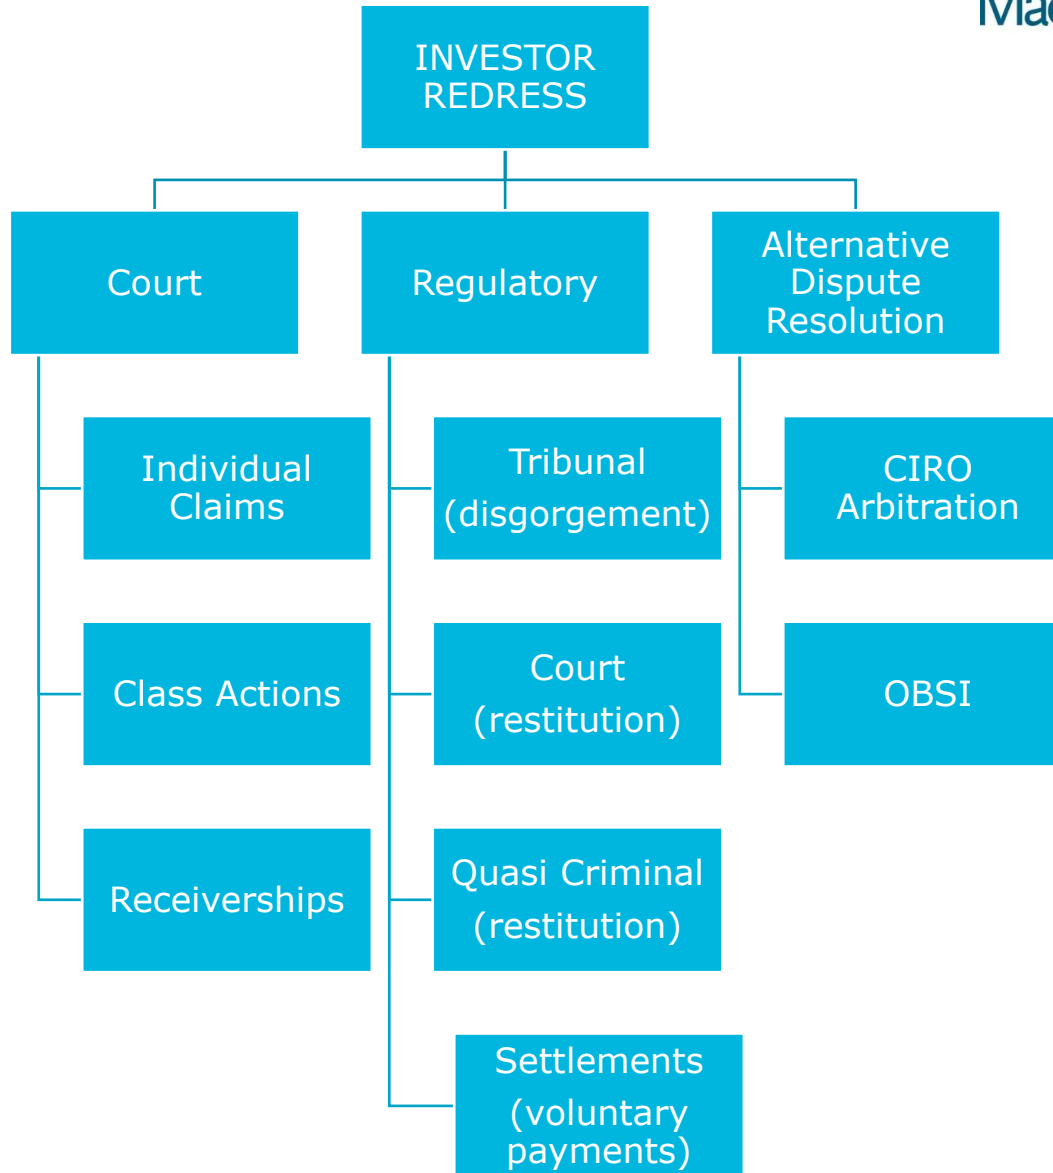 INVESTOR
REDRESS
Court
Regulatory
Alternative
Dispute
Resolution
Individual
Claims
Tribunal
(disgorgement)
CIRO
Arbitration
Class Actions
Court
(restitution)
OBSI
Receiverships
Quasi Criminal
(restitution)
Settlements
(voluntary
payments)